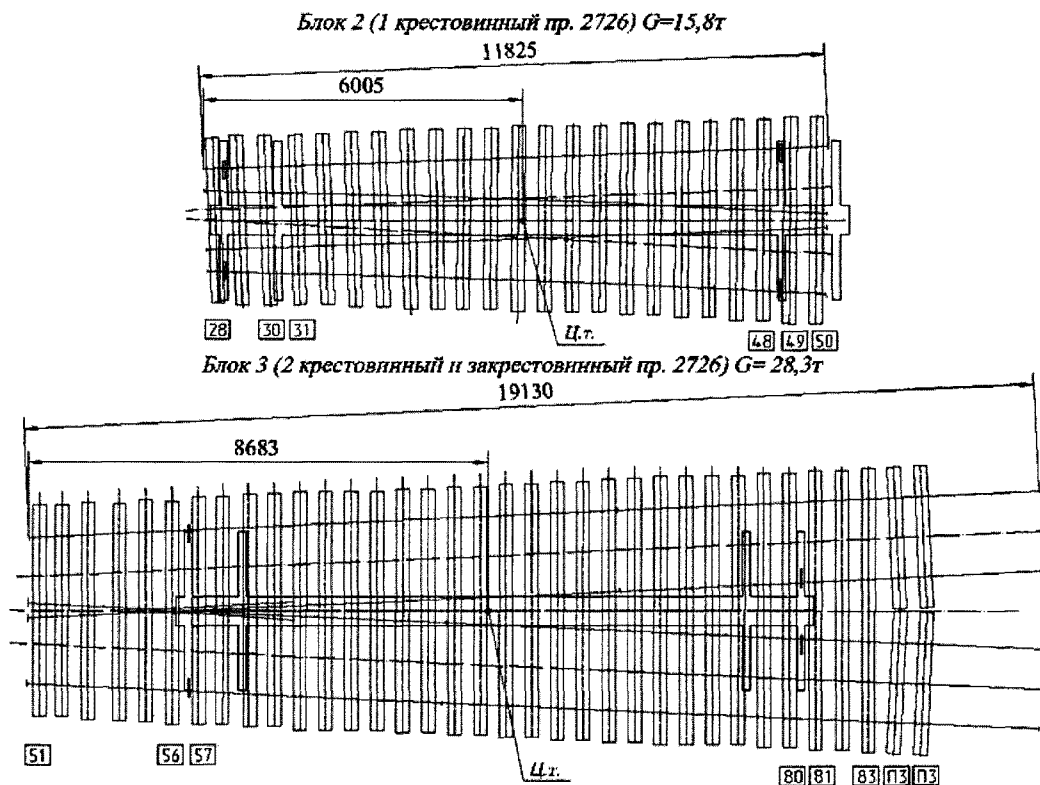 Блок 2 (1 крестовинный пр. 2726) G=15,8т
11825
6005
Ц.т.
28 30 31 48 49 50
Блок 3 (2 крестовинный и закрестовинный пр. 2726) G= 28,3т
19130
8683
51 56 57 80 81 83 П3 П3
Ц.т.